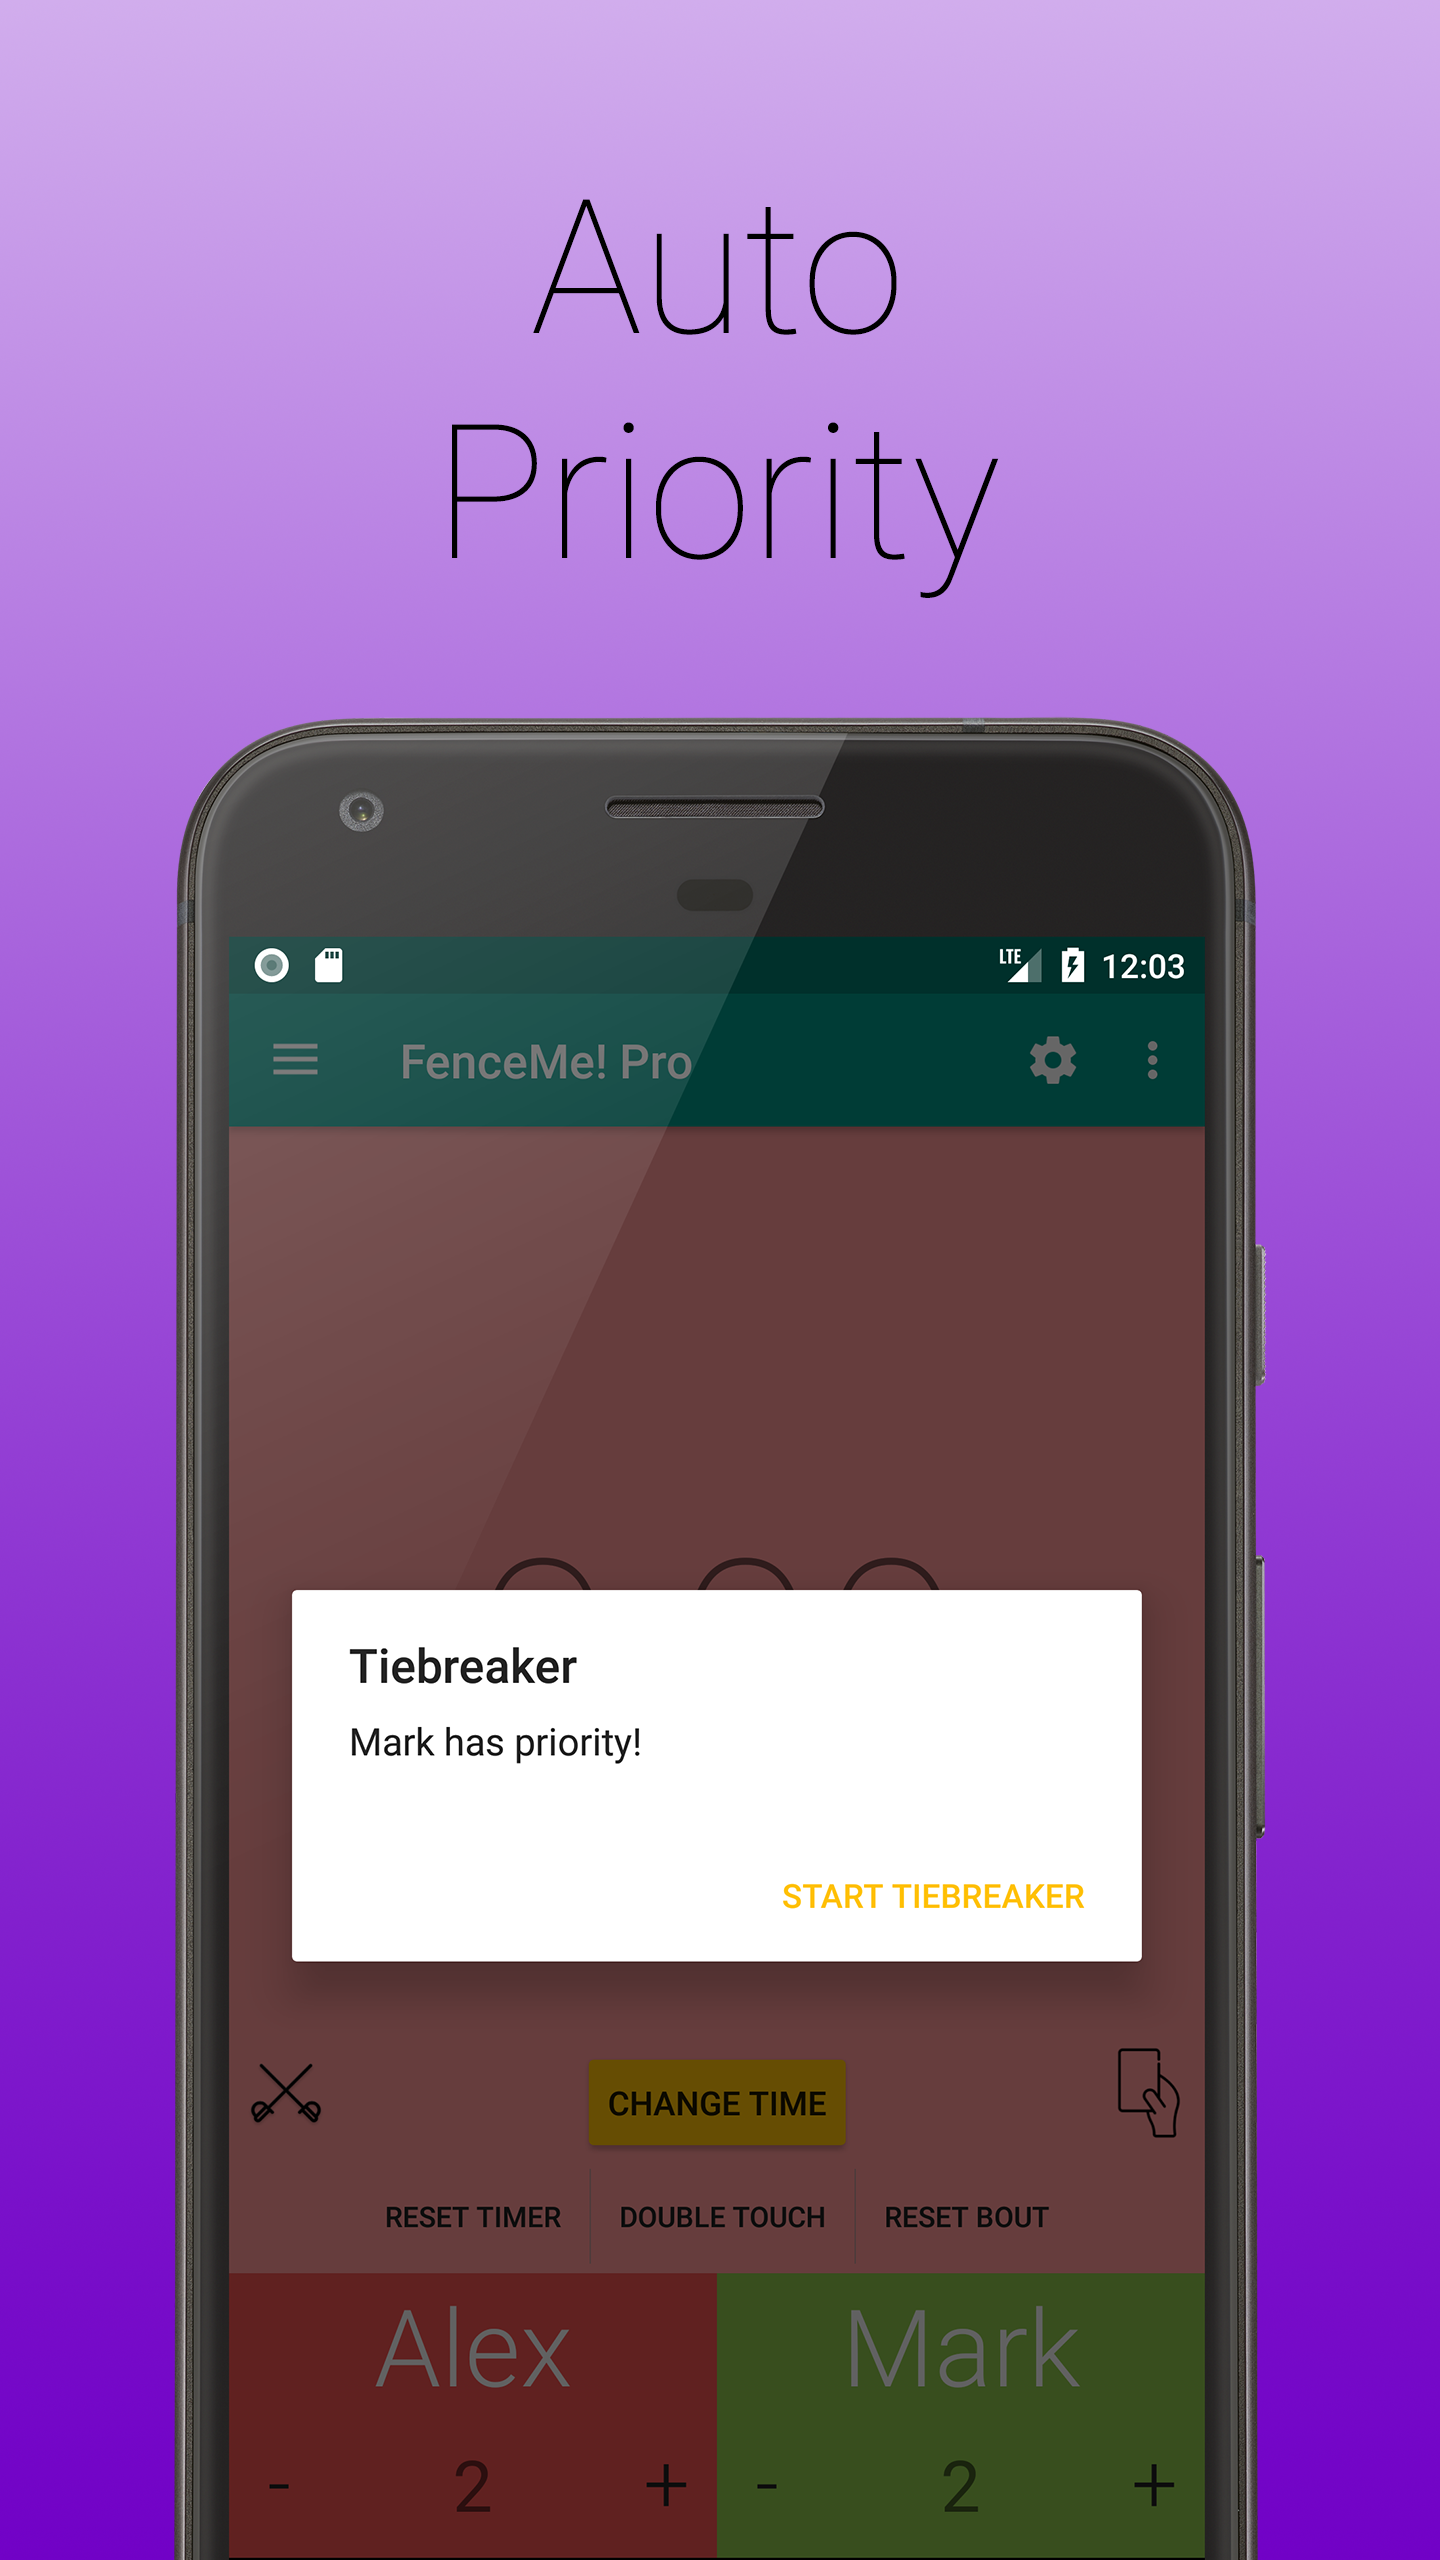 Auto
Priority
LTE 12:03
FenceMe! Pro
Tiebreaker
Mark has priority!
START TIEBREAKER
CHANGE TIME
RESET TIMER DOUBLE TOUCH RESET BOUT
Alex Mark
- 2 + - 2 +